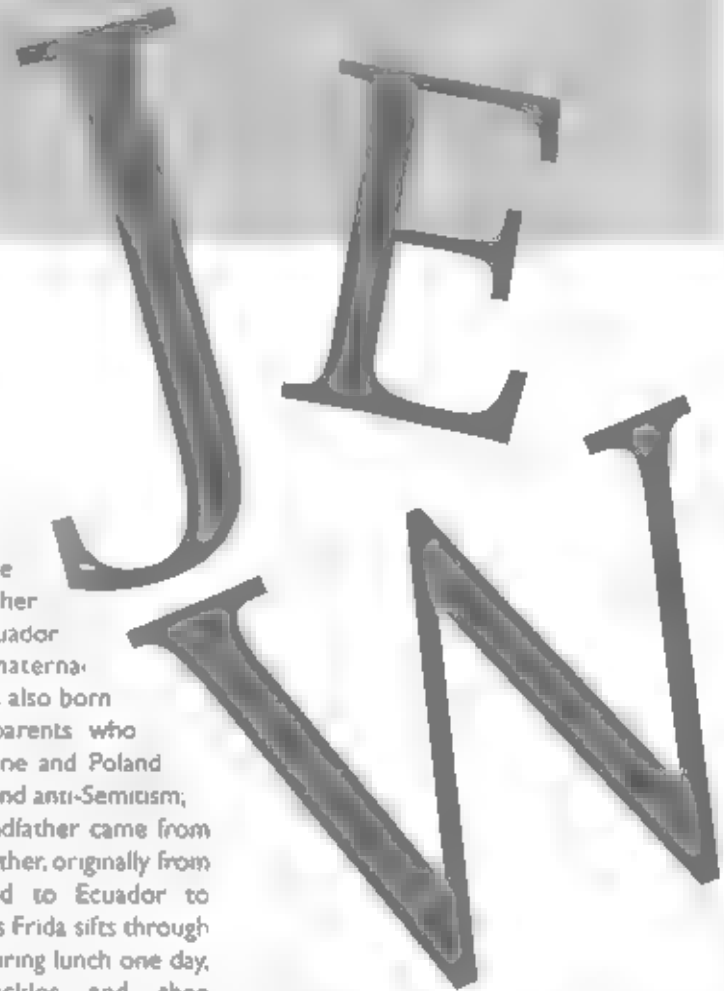 JEW
her
uador
materna
also born
parents who
ne and Poland
nd anti-Semitism;
dfather came from
ther, originally from
d to Ecuador to
s Frida sifts through
uring lunch one day,
and